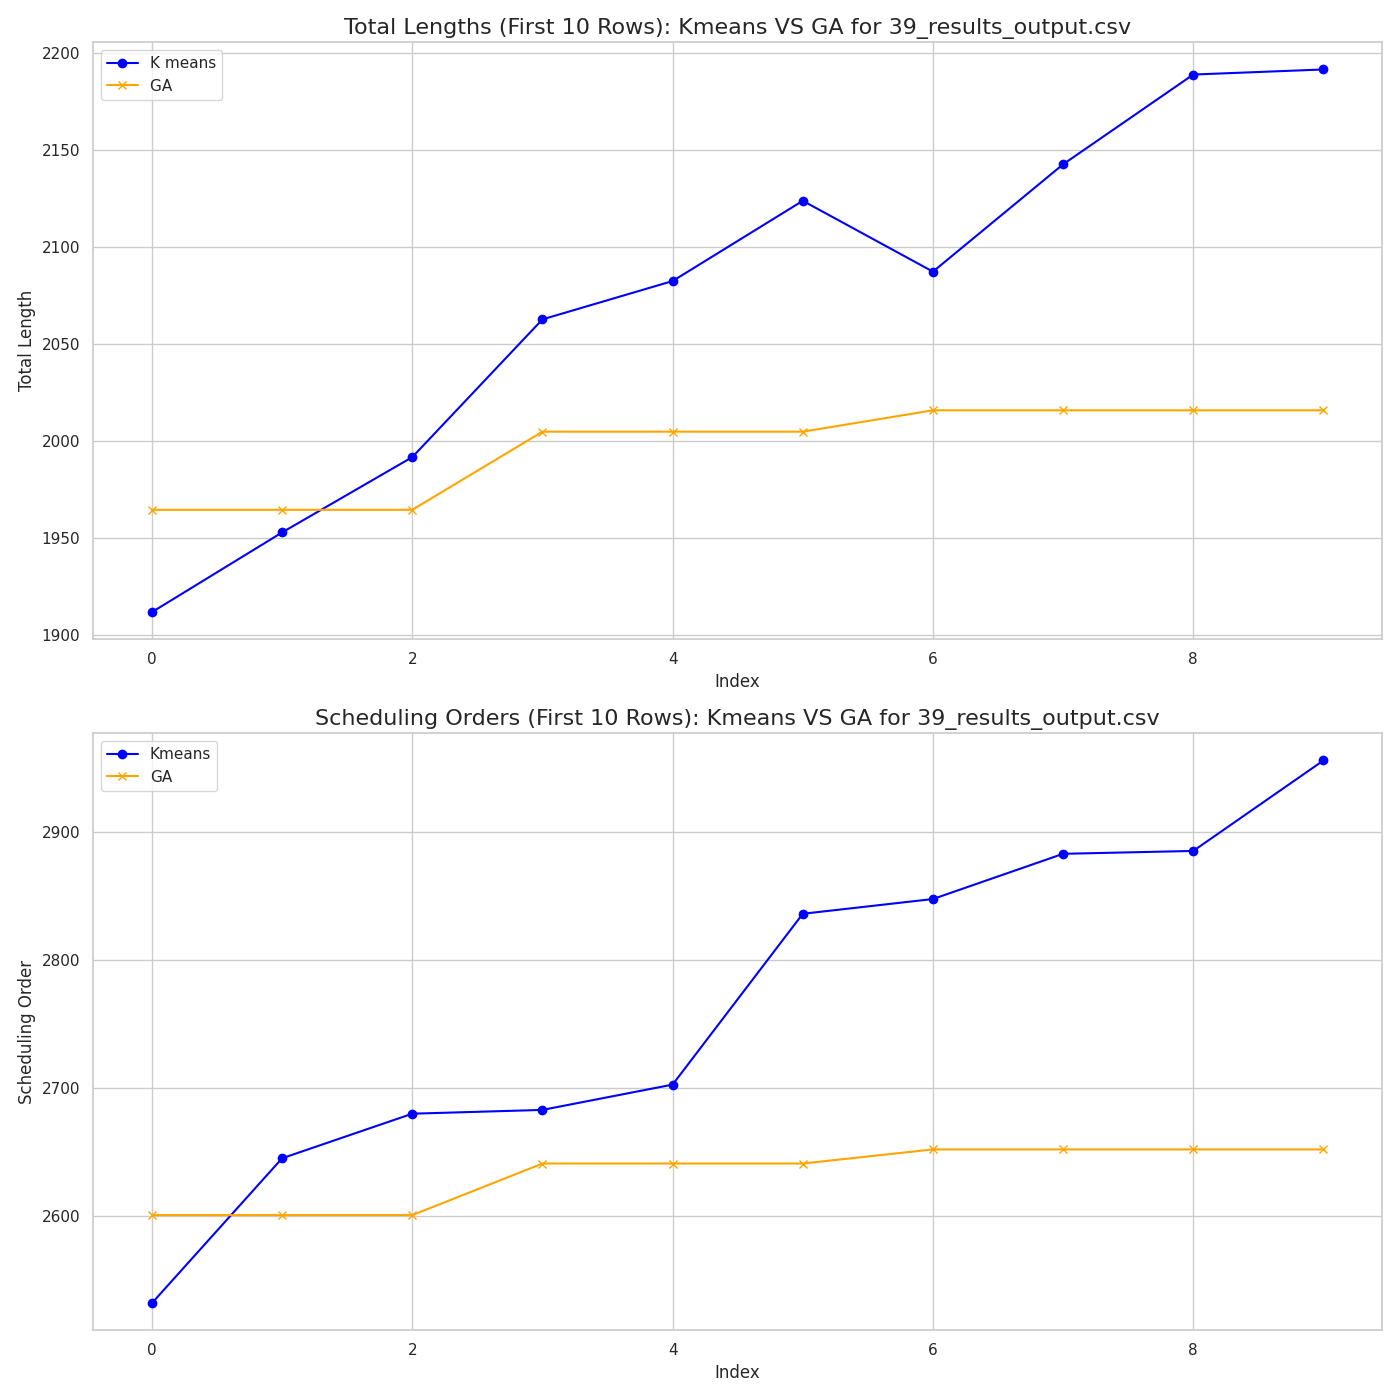 Total Lengths (First 10 Rows): Kmeans VS GA for 39_results_output.csv
K means
GA
2200
2150
2100
2050
2000
1950
1900
Total Length
0 2 4 6 8
Index
Scheduling Orders (First 10 Rows): Kmeans VS GA for 39_results_output.csv
Kmeans
GA
2900
2800
2700
2600
Scheduling Order
0 2 4 6 8
Index